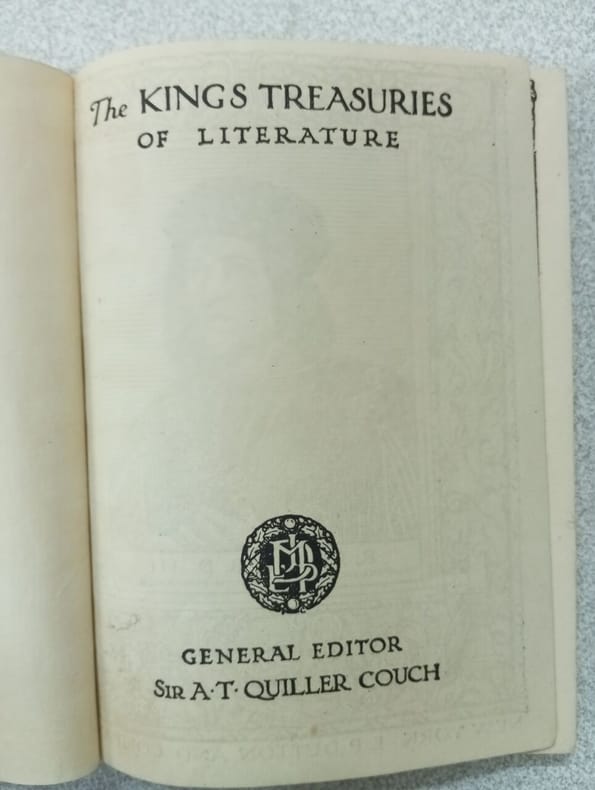 The KINGS TREASURIES
OF LITERATURE
GENERAL EDITOR
SIR A·T· QUILLER COUCH